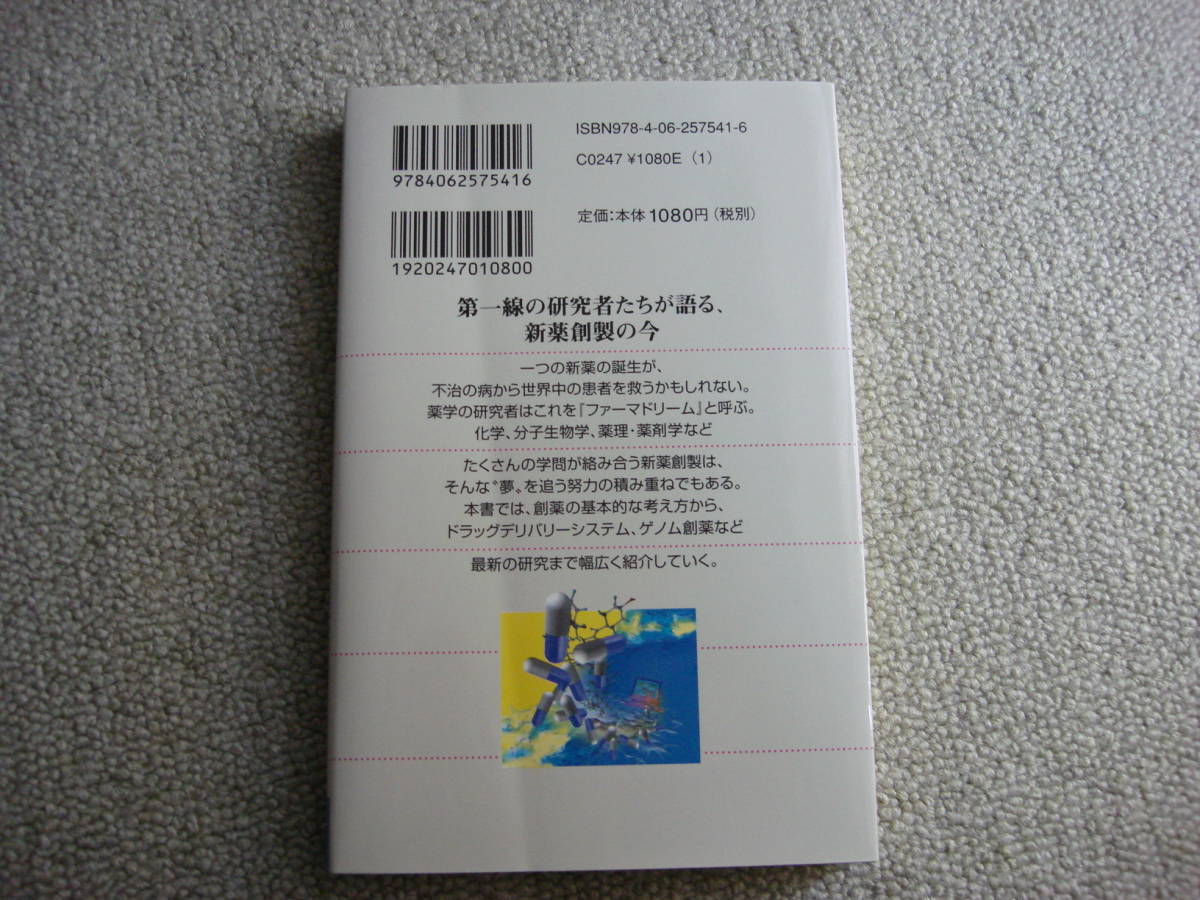 ISBN978-4-06-257541-6
C0247 ¥1080E (1)
9784062575416
定価:本体1080円(税別)
1920247010800
第一線の研究者たちが語る、
新薬創製の今
一つの新薬の誕生が、
不治の病から世界中の患者を救うかもしれない。
薬学の研究者はこれを『ファーマドリーム』と呼ぶ。
化学、分子生物学、薬理・薬剤学など
たくさんの学問が絡み合う新薬創製は、
そんな〝夢〟を追う努力の積み重ねでもある。
本書では、創薬の基本的な考え方から、
ドラッグデリバリーシステム、ゲノム創薬など
最新の研究まで幅広く紹介していく。